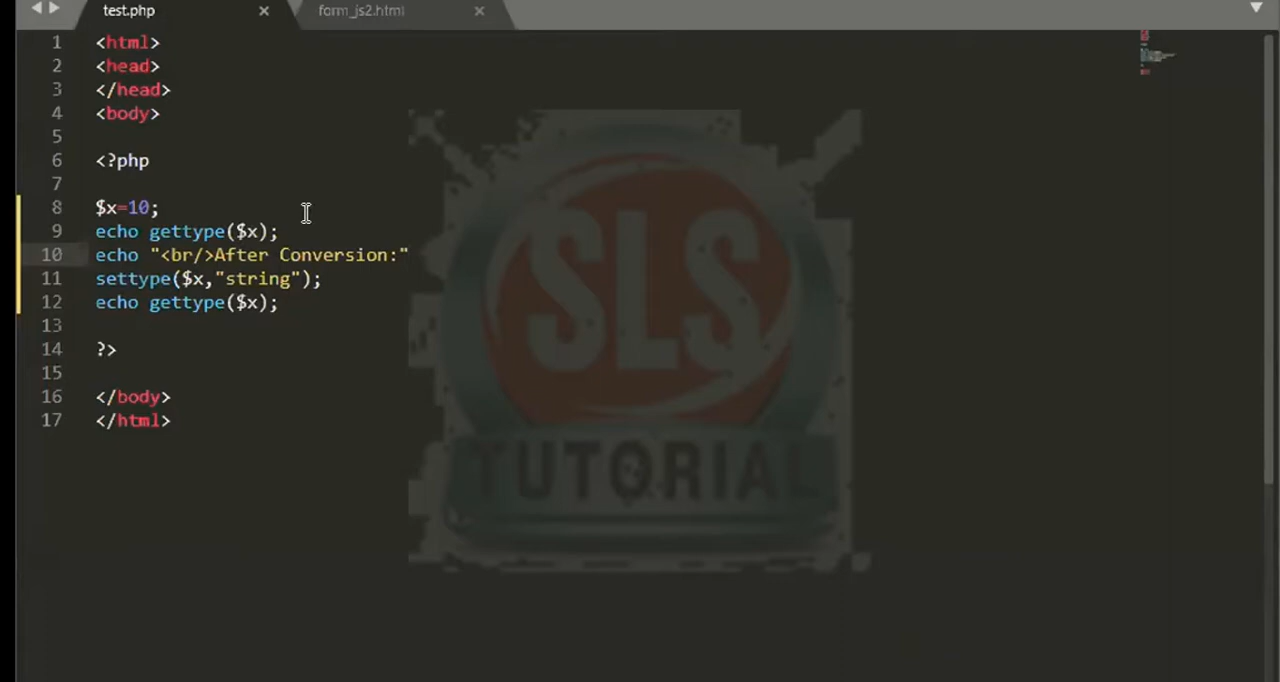 test.php
form_js2.html
1 <html>
2 <head>
3 </head>
4 <body>
5
6 <?php
7
8 $x=10;
9 echo gettype($x);
10 echo "<br/>After Conversion:"
11 settype($x,"string");
12 echo gettype($x);
13
14 ?>
15
16 </body>
17 </html>
SLS
TUTORIAL